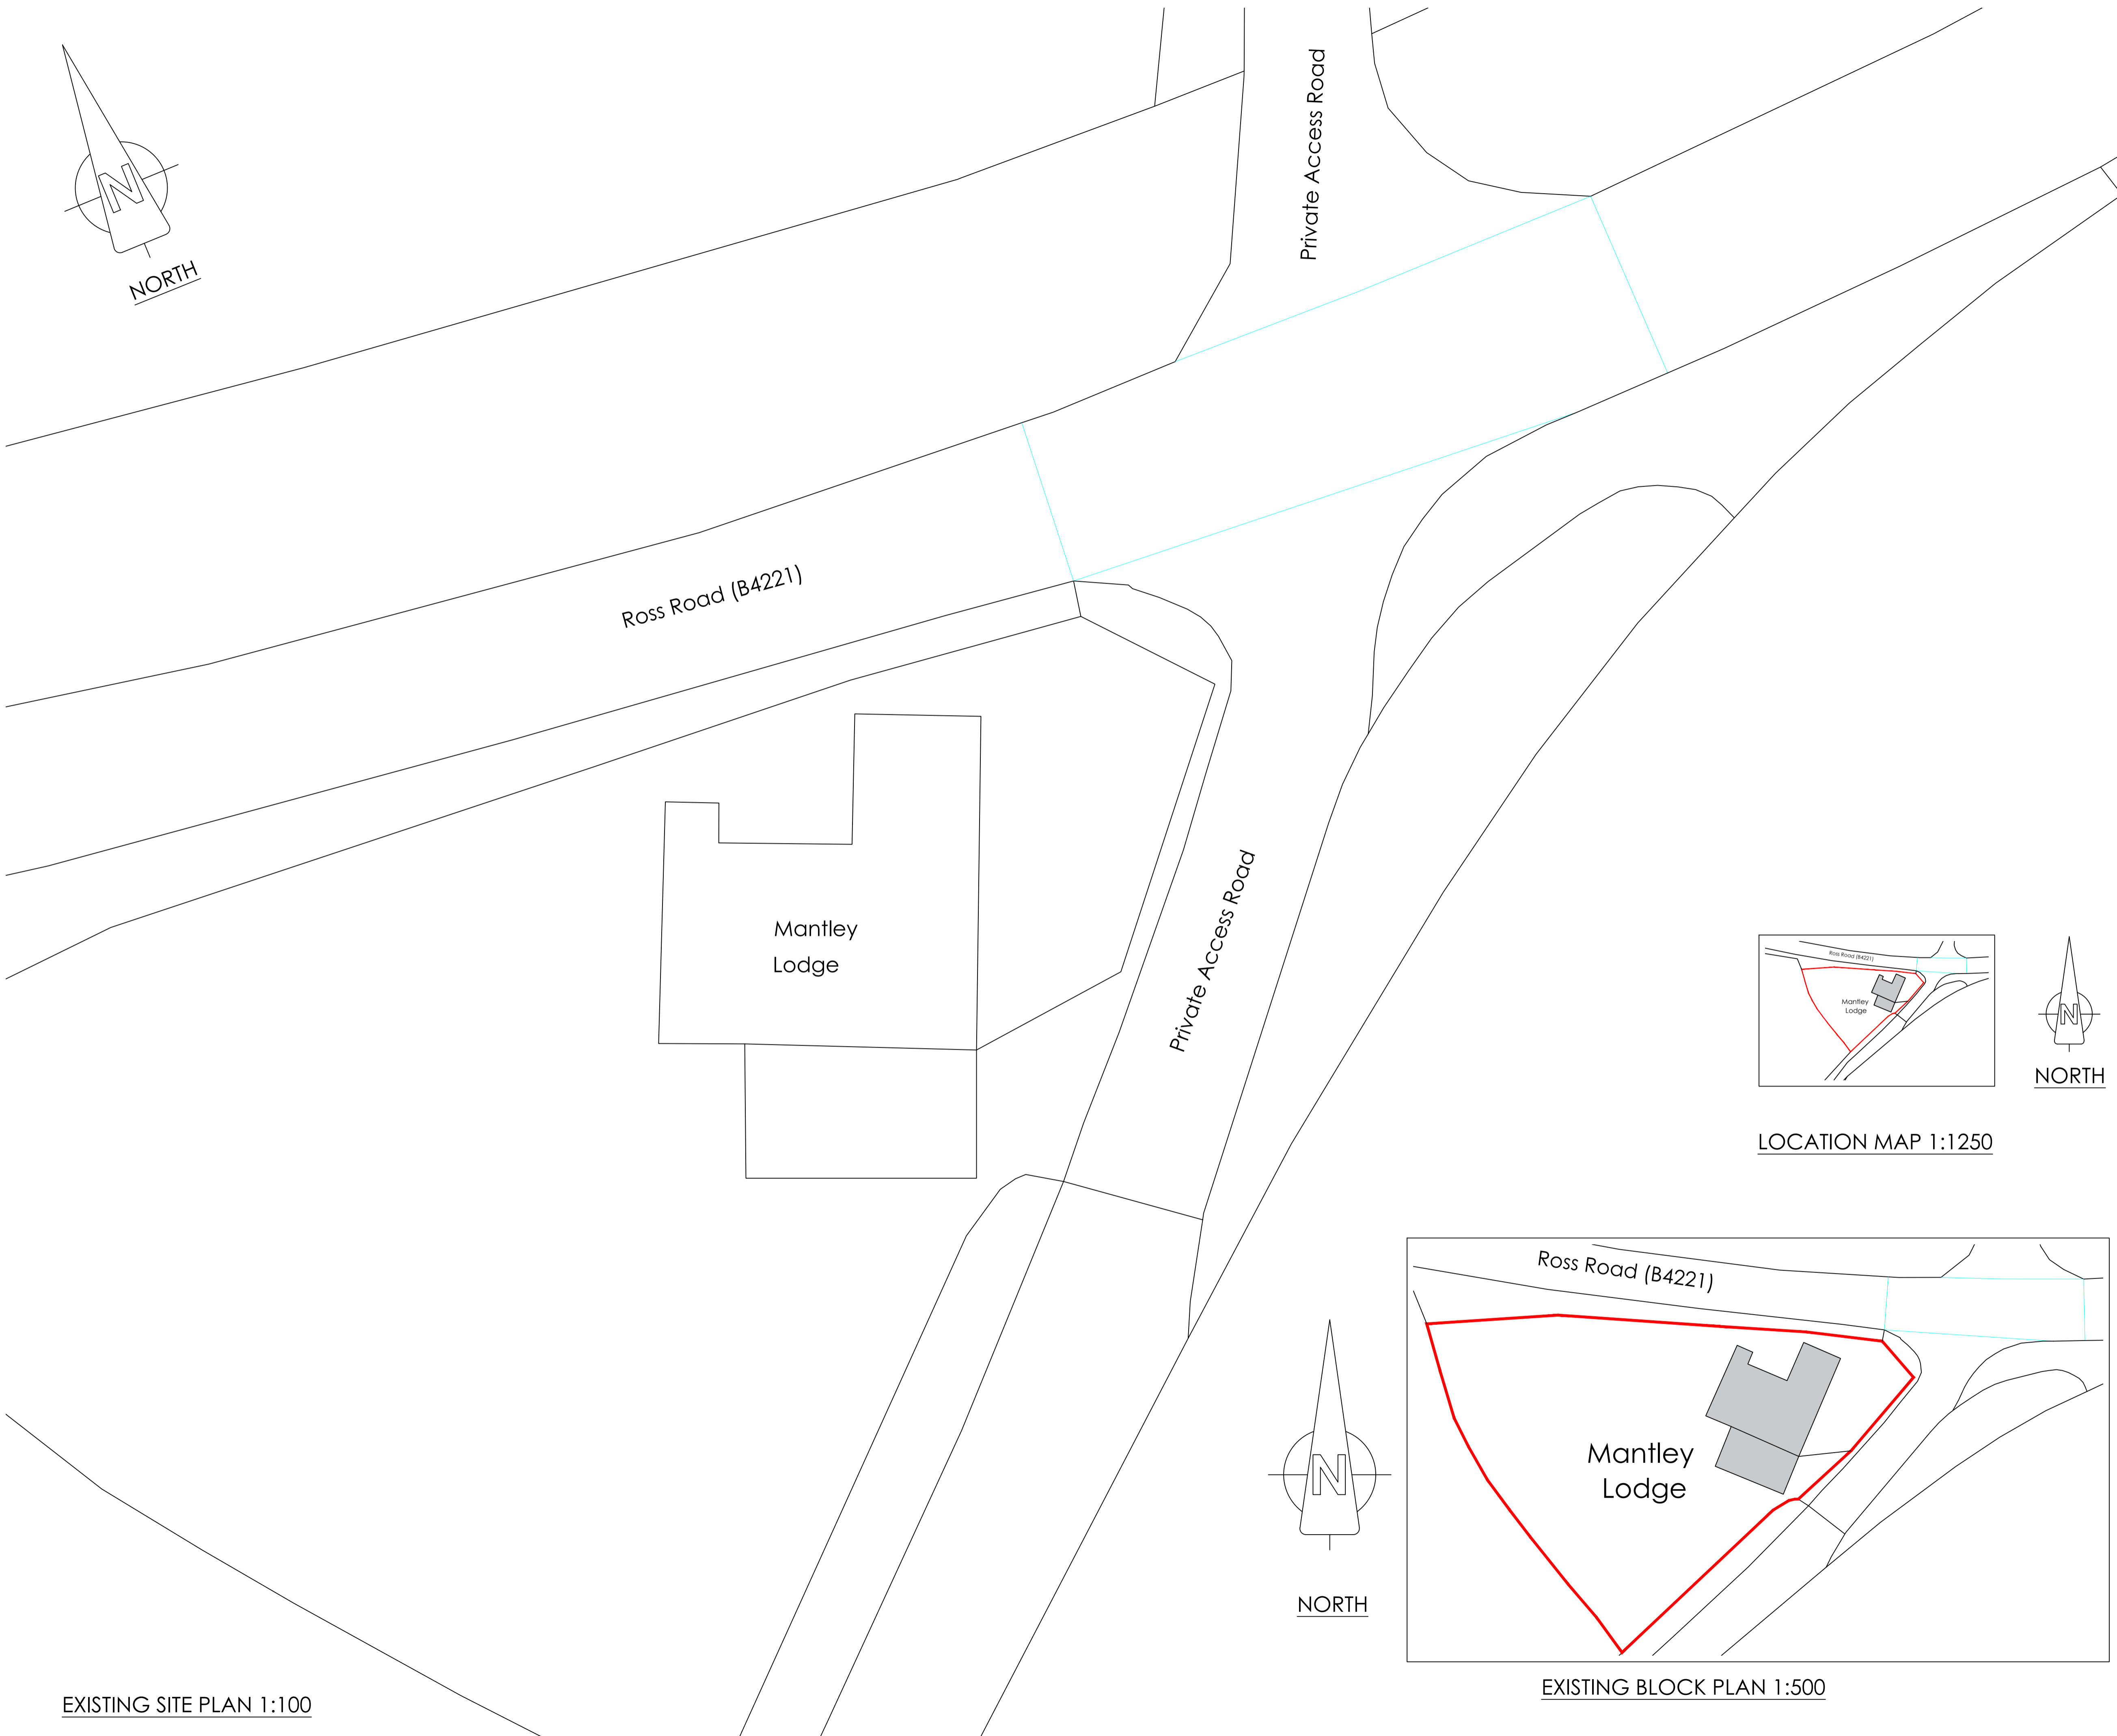 Private Access Road
N
NORTH
Ross Road (B4221)
Mantley
Lodge
Private Access Road
Ross Road (B4221)
Mantley
Lodge
N
NORTH
LOCATION MAP 1:1250
Ross Road (B4221)
Mantley
Lodge
N
NORTH
EXISTING BLOCK PLAN 1:500
EXISTING SITE PLAN 1:100